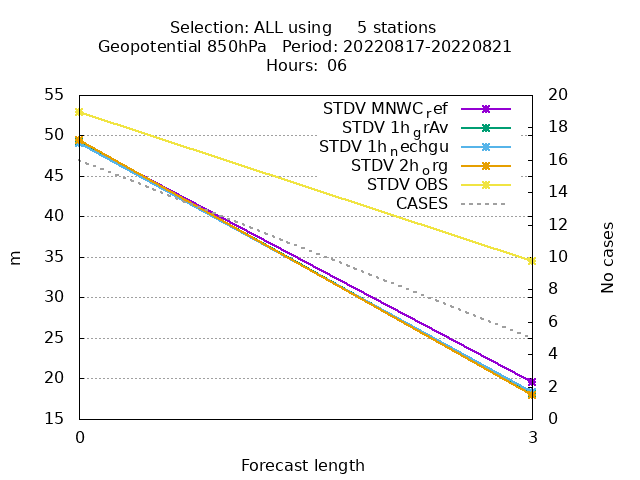 Selection: ALL using     5 stations
Geopotential 850hPa   Period: 20220817-20220821
Hours: 06
55
50
45
40
35
30
25
20
15
m
STDV MNWC_ref
STDV 1h_grAv
STDV 1h_nechgu
STDV 2h_org
STDV OBS
CASES
20
18
16
14
12
10
8
6
4
2
0
No cases
0 3
Forecast length